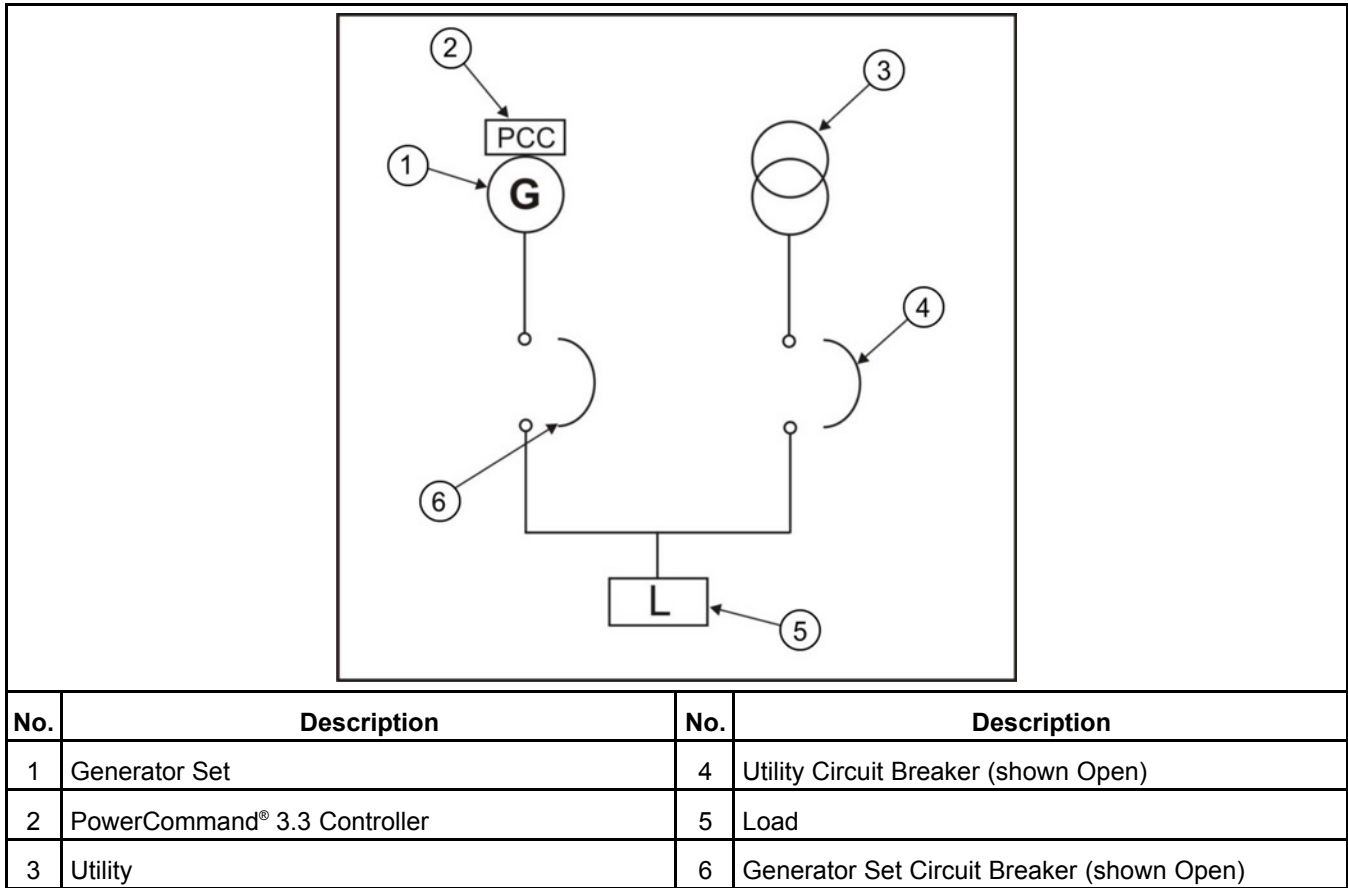 2
3
PCC
1
G
4
6
L
5
No. Description No. Description
1 Generator Set 4 Utility Circuit Breaker (shown Open)
2 PowerCommand® 3.3 Controller 5 Load
3 Utility 6 Generator Set Circuit Breaker (shown Open)